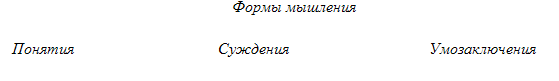 Формы мышления
Понятия Суждения Умозаключения